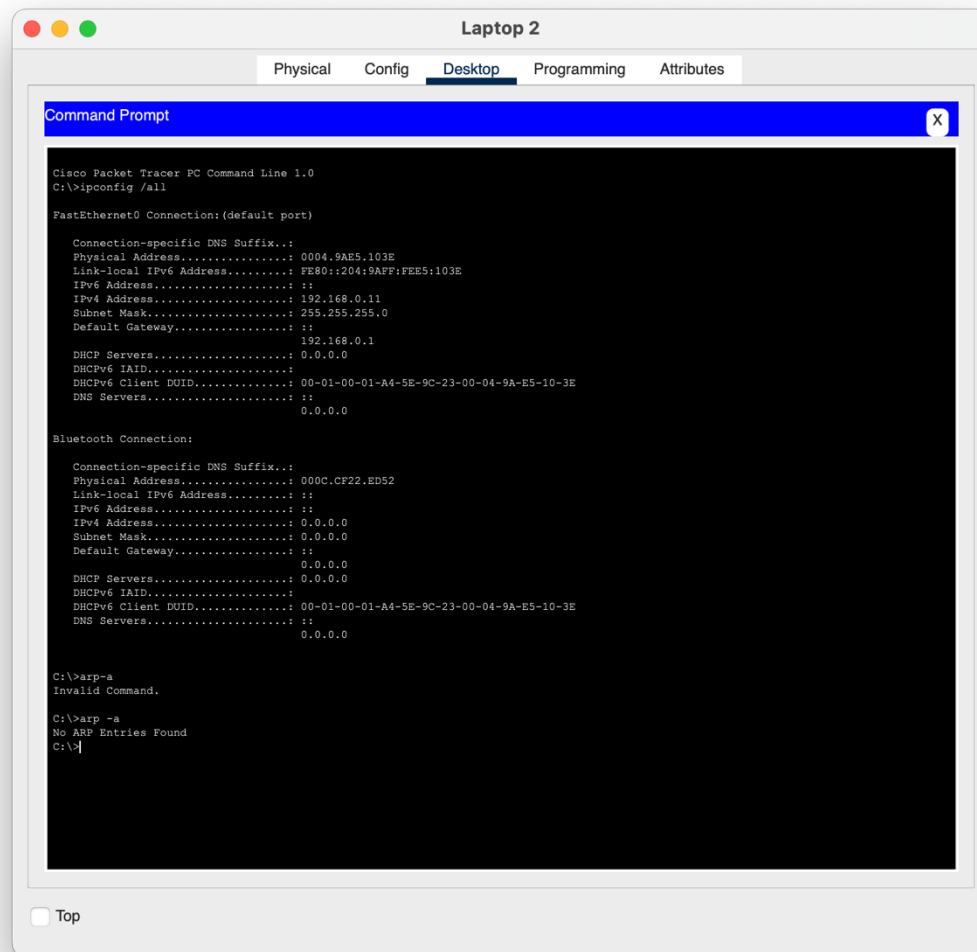 Laptop 2
Physical Config Desktop Programming Attributes
Command Prompt
X
Cisco Packet Tracer PC Command Line 1.0
C:\>ipconfig /all
FastEthernet0 Connection:(default port)
Connection-specific DNS Suffix..:
Physical Address................: 0004.9AE5.103E
Link-local IPv6 Address.........: FE80::204:9AFF:FEE5:103E
IPv6 Address....................: ::
IPv4 Address....................: 192.168.0.11
Subnet Mask.....................: 255.255.255.0
Default Gateway.................: ::
192.168.0.1
DHCP Servers....................: 0.0.0.0
DHCPv6 IAID.....................:
DHCPv6 Client DUID..............: 00-01-00-01-A4-5E-9C-23-00-04-9A-E5-10-3E
DNS Servers.....................: ::
0.0.0.0
Bluetooth Connection:
Connection-specific DNS Suffix..:
Physical Address................: 000C.CF22.ED52
Link-local IPv6 Address.........: ::
IPv6 Address....................: ::
IPv4 Address....................: 0.0.0.0
Subnet Mask.....................: 0.0.0.0
Default Gateway.................: ::
0.0.0.0
DHCP Servers....................: 0.0.0.0
DHCPv6 IAID.....................:
DHCPv6 Client DUID..............: 00-01-00-01-A4-5E-9C-23-00-04-9A-E5-10-3E
DNS Servers.....................: ::
0.0.0.0
C:\>arp-a
Invalid Command.
C:\>arp -a
No ARP Entries Found
C:\>
Top